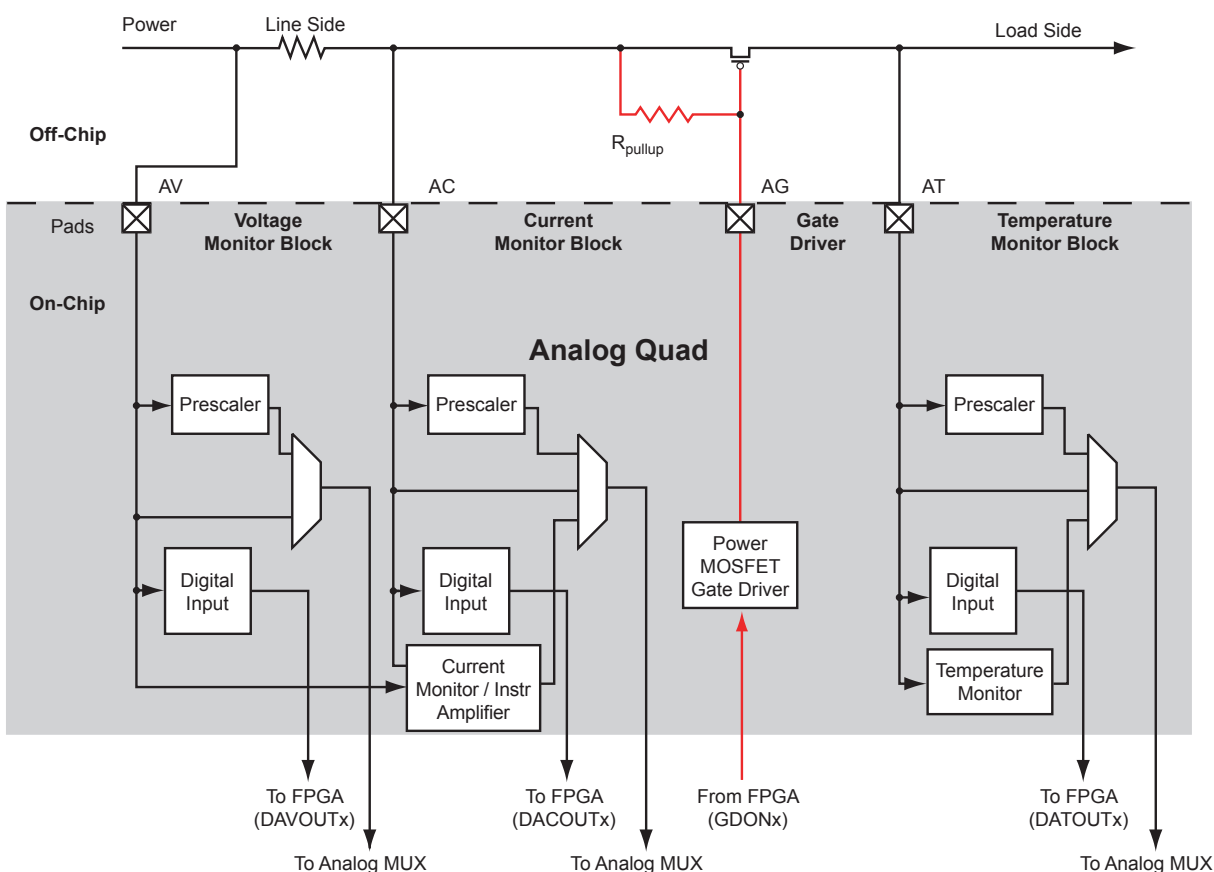 Power
Line Side
Load Side
Off-Chip
Rpullup
AV
AC
AG
AT
Pads
Voltage
Monitor Block
Current
Monitor Block
Gate
Driver
Temperature
Monitor Block
On-Chip
Analog Quad
Prescaler
Prescaler
Prescaler
Power
MOSFET
Gate Driver
Digital
Input
Digital
Input
Digital
Input
Current
Monitor / Instr
Amplifier
Temperature
Monitor
To FPGA
(DAVOUTx)
To FPGA
(DACOUTx)
From FPGA
(GDONx)
To FPGA
(DATOUTx)
To Analog MUX
To Analog MUX
To Analog MUX